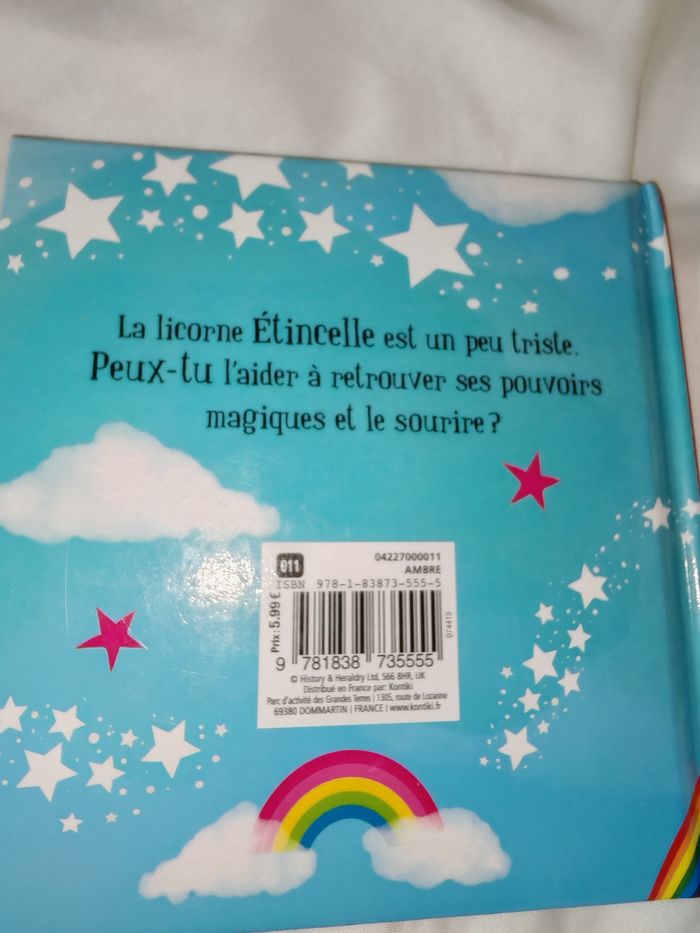 La licorne Étincelle est un peu triste.
Peux-tu l'aider à retrouver ses pouvoirs
magiques et le sourire ?
011
04227000011
AMBRE
ISBN 978-1-83873-555-5
Prix : 5.99 €
074413
9 781838 735555
© History & Heraldry Ltd, S66 8HR, UK
Distribué en France par: Kontiki
Parc d'activité des Grandes Terres | 1305, route de Lozanne
69380 DOMMARTIN | FRANCE | www.kontiki.fr